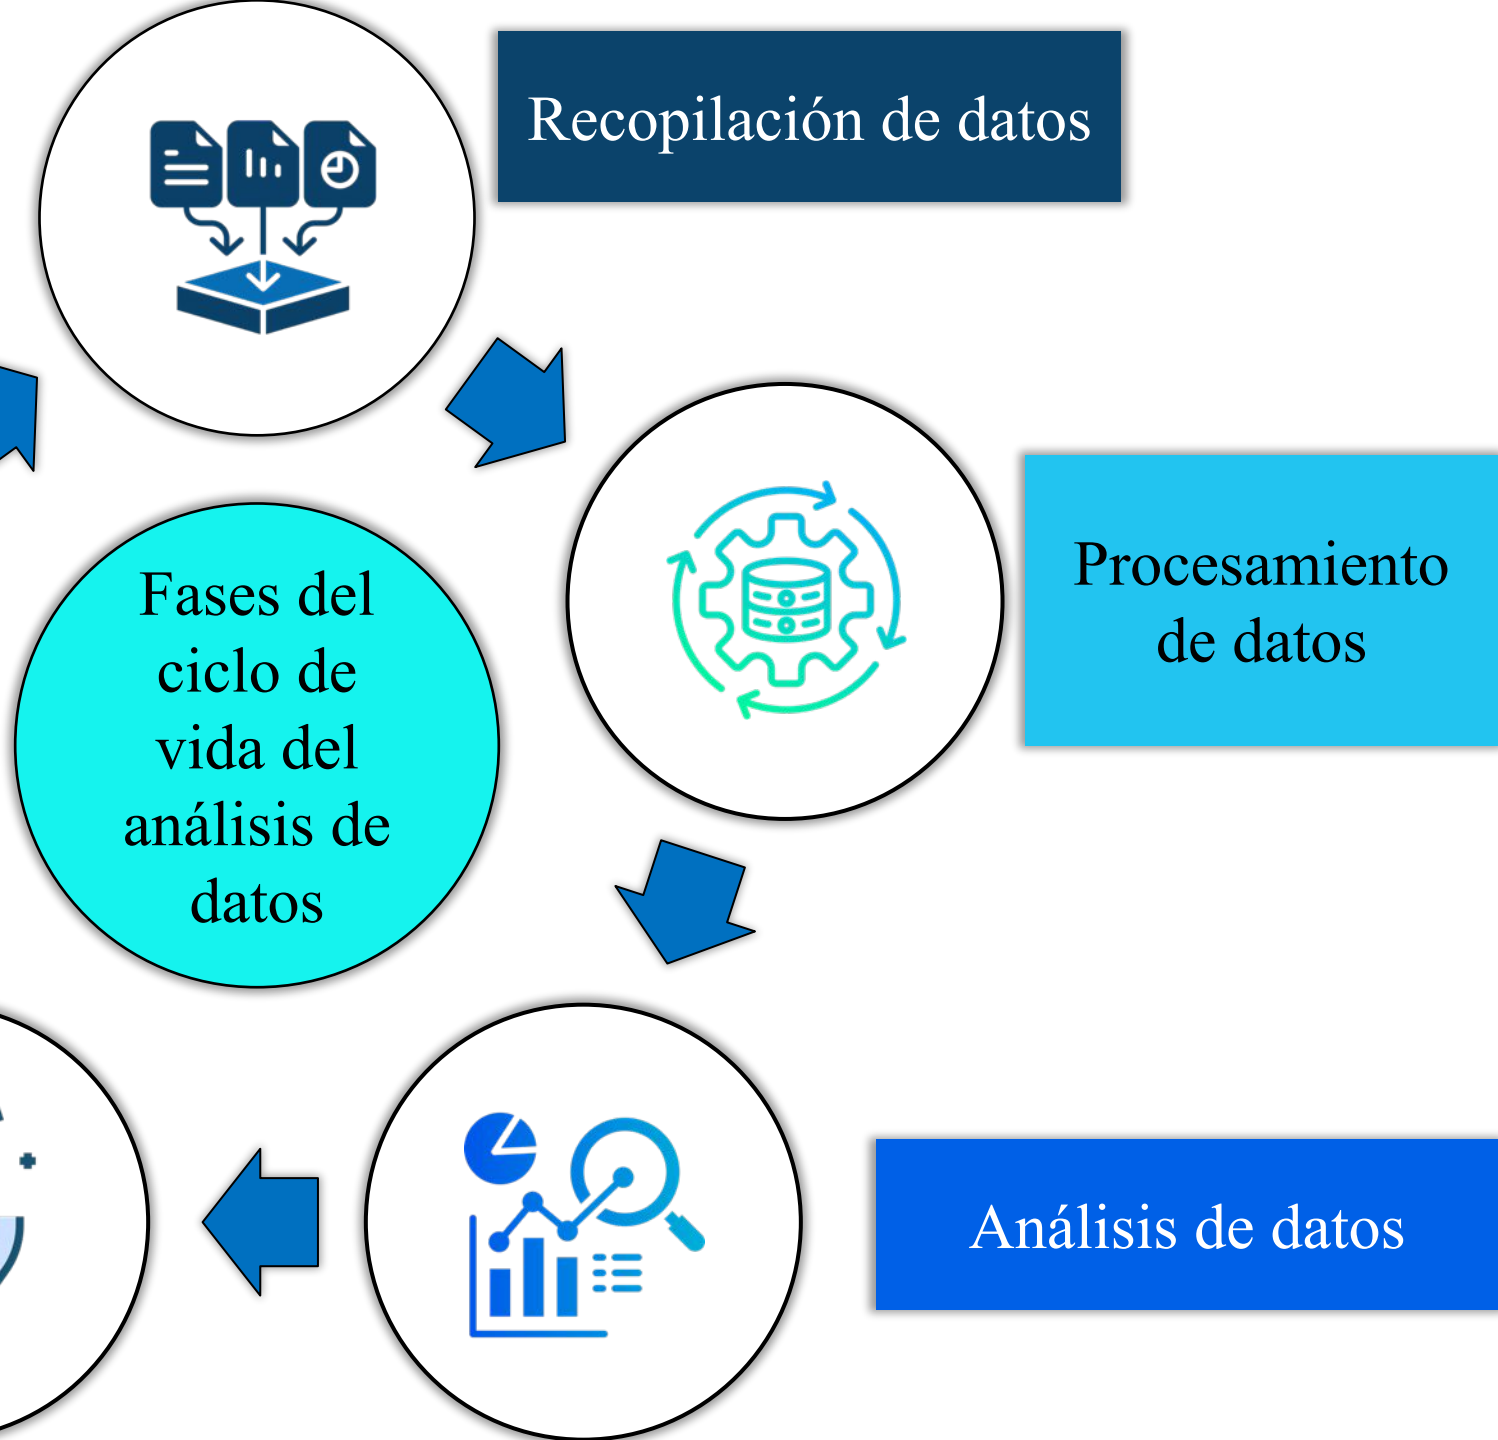 Recopilación de datos
Fases del
ciclo de
vida del
análisis de
datos
Procesamiento
de datos
Análisis de datos